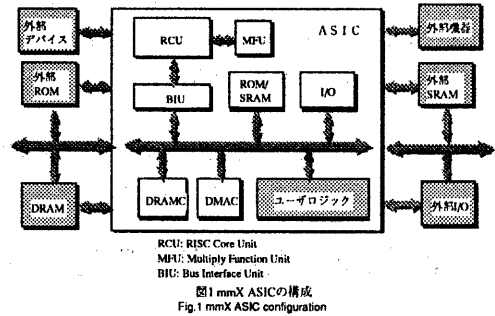 外部
デバイス
ASIC
外部機器
RCU
MFU
外部
ROM
BIU
ROM/
SRAM
I/O
外部
SRAM
DRAM
DRAMC
DMAC
ユーザロジック
外部I/O
RCU: RISC Core Unit
MFU: Multiply Function Unit
BIU: Bus Interface Unit
図1 mmX ASICの構成
Fig.1 mmX ASIC configuration